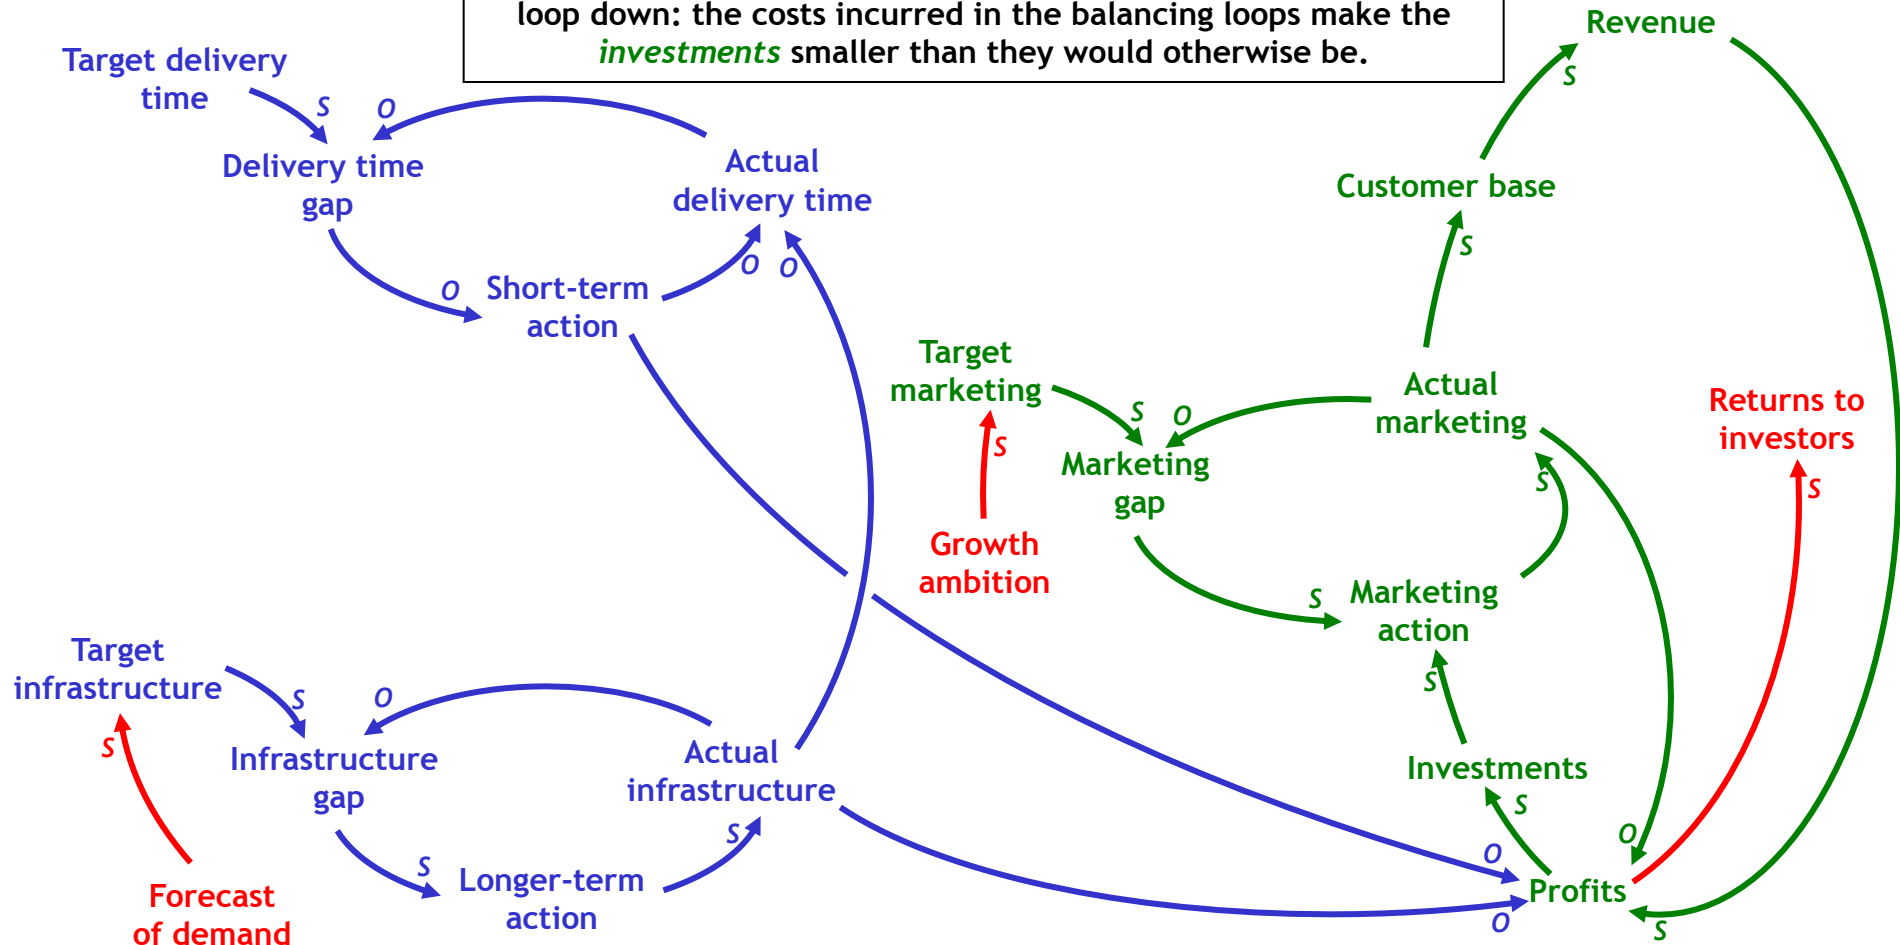 loop down: the costs incurred in the balancing loops make the
investments smaller than they would otherwise be.
Revenue
S
Target delivery
time
S
O
Delivery time
gap
Actual
delivery time
O
Short-term
action
O
O
Customer base
S
Target
marketing
S
O
Actual
marketing
S
Marketing
gap
S
Growth
ambition
Returns to
investors
S
S
Marketing
action
S
Investments
S
O
Profits
S
O
O
Target
infrastructure
S
O
S
Infrastructure
gap
Actual
infrastructure
S
S
Longer-term
action
Forecast
of demand